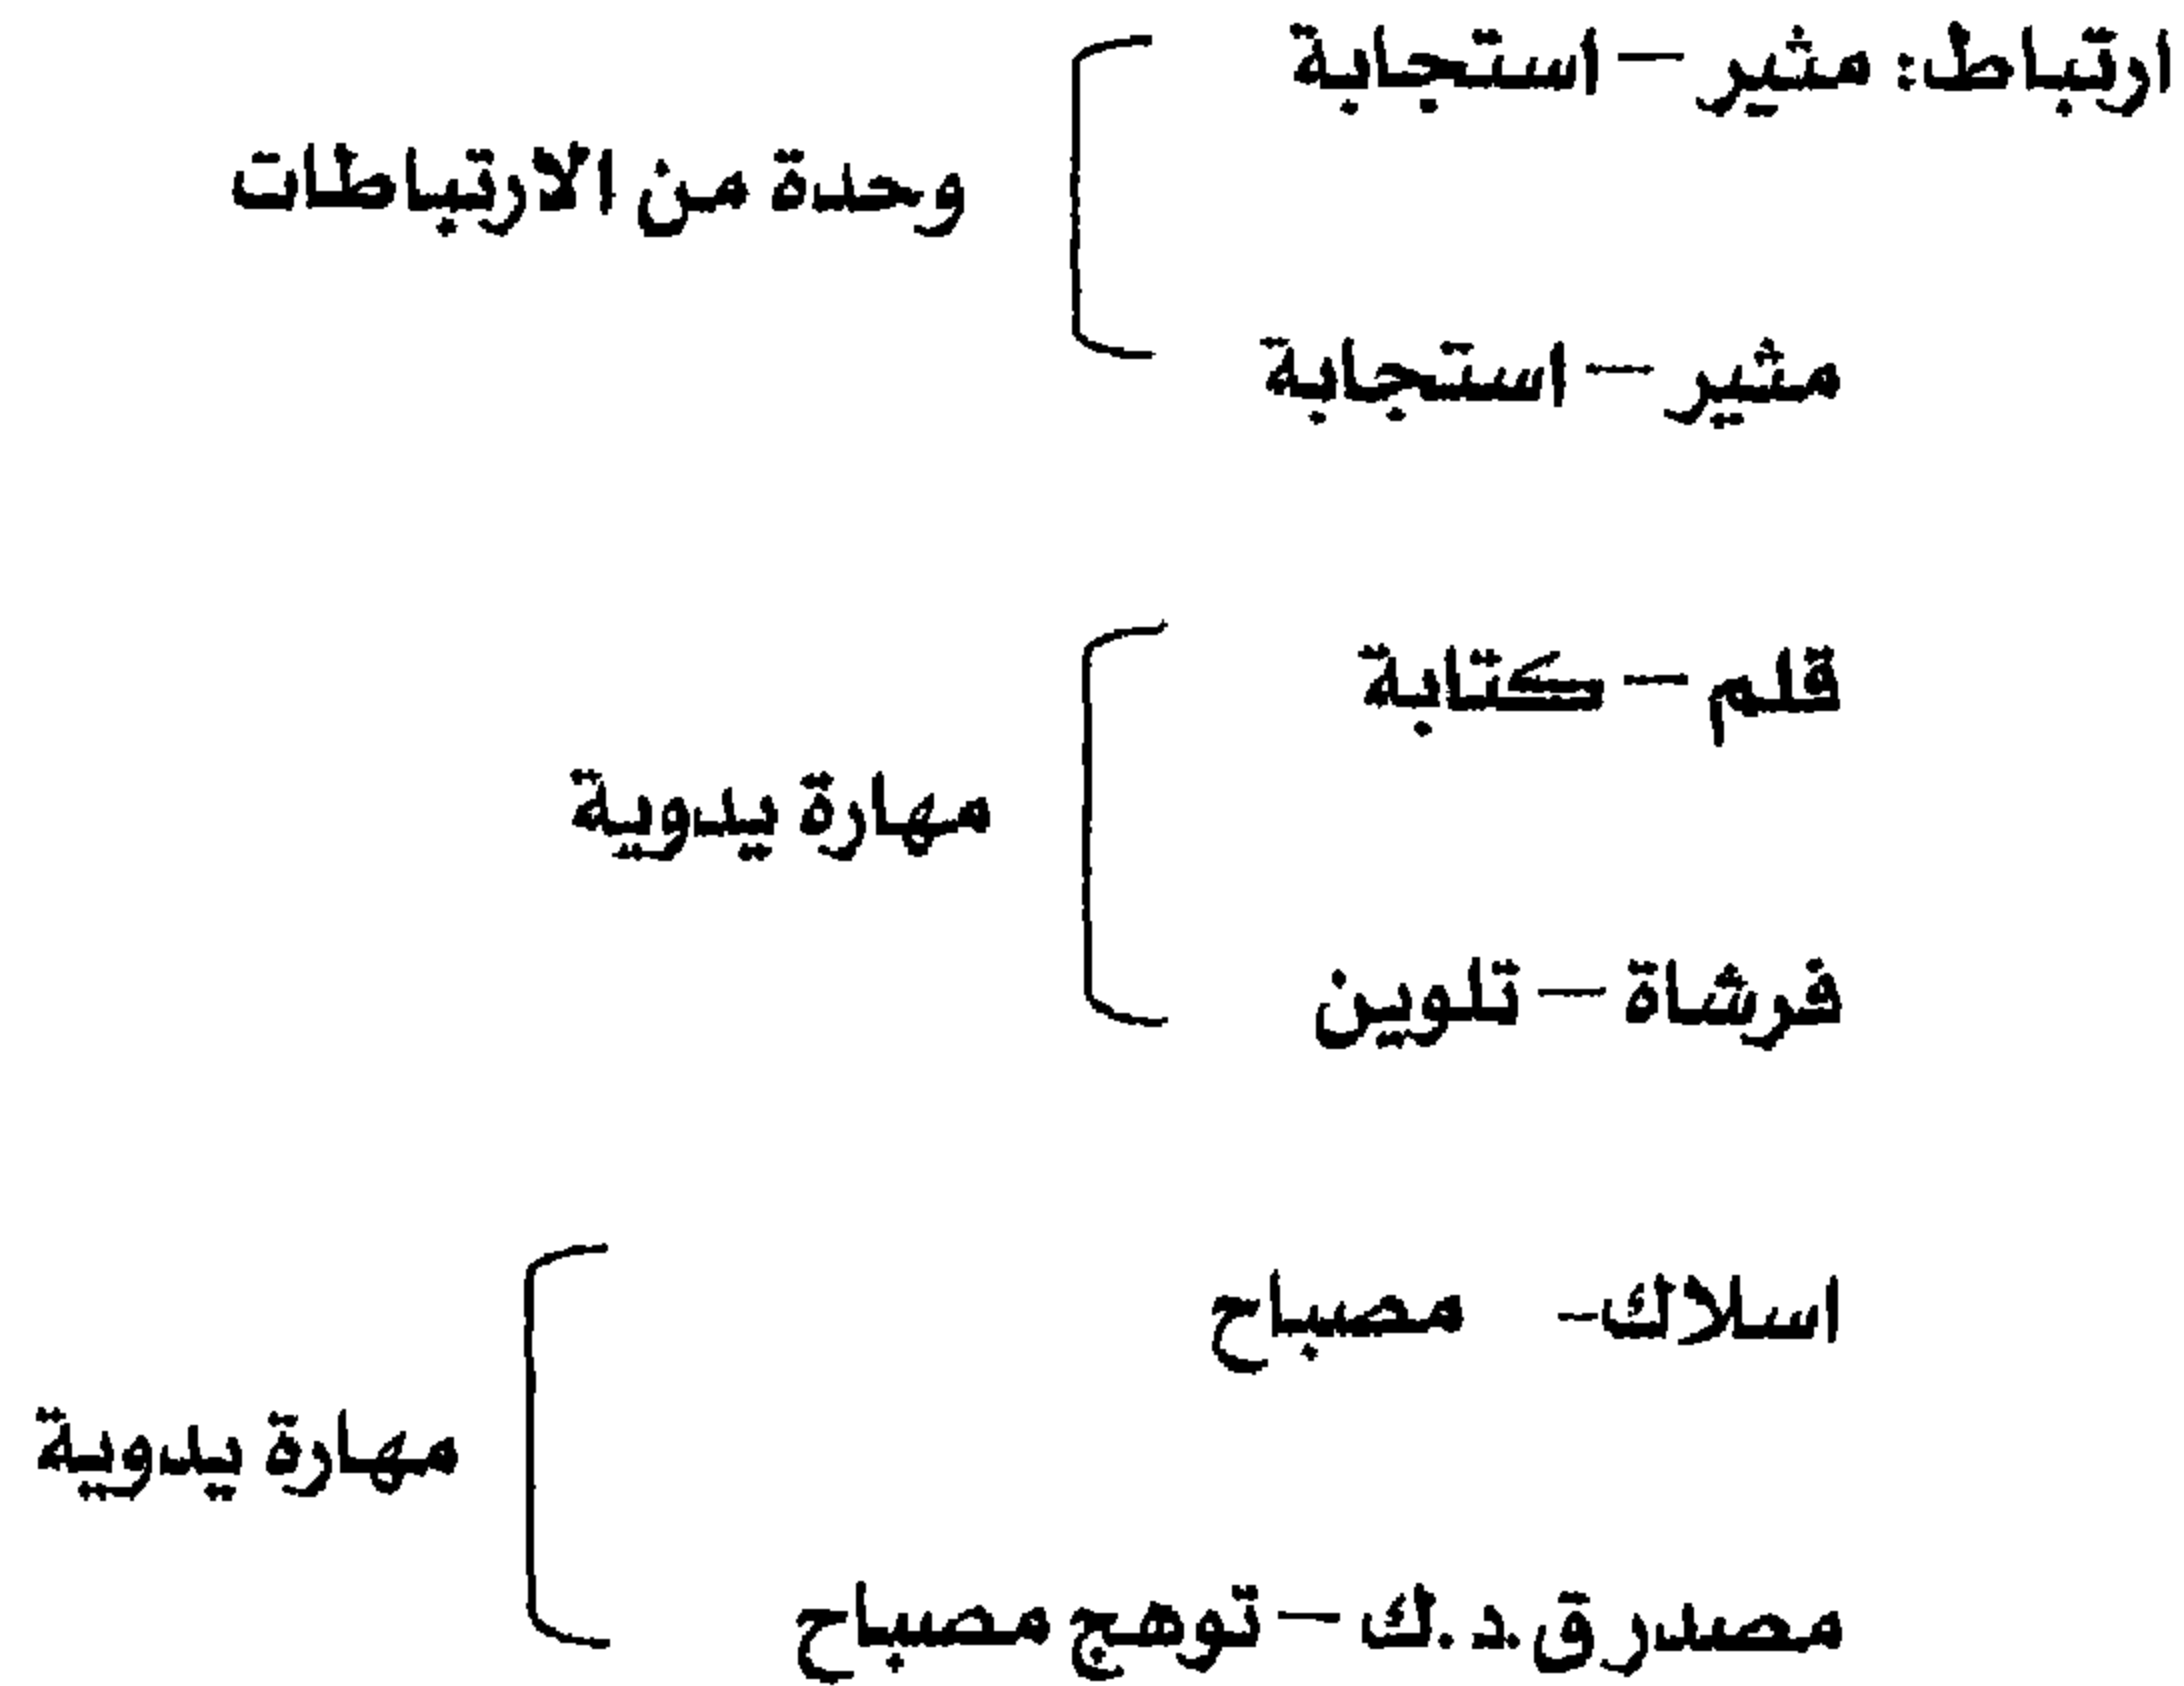 ارتباط: مثير – استجابة
وحدة من الارتباطات
مثير – استجابة
قلم – كتابة
مهارة يدوية
فرشاة – تلوين
اسلاك- مصباح
مهارة يدوية
مصدر ق.د.ك – توهج مصباح